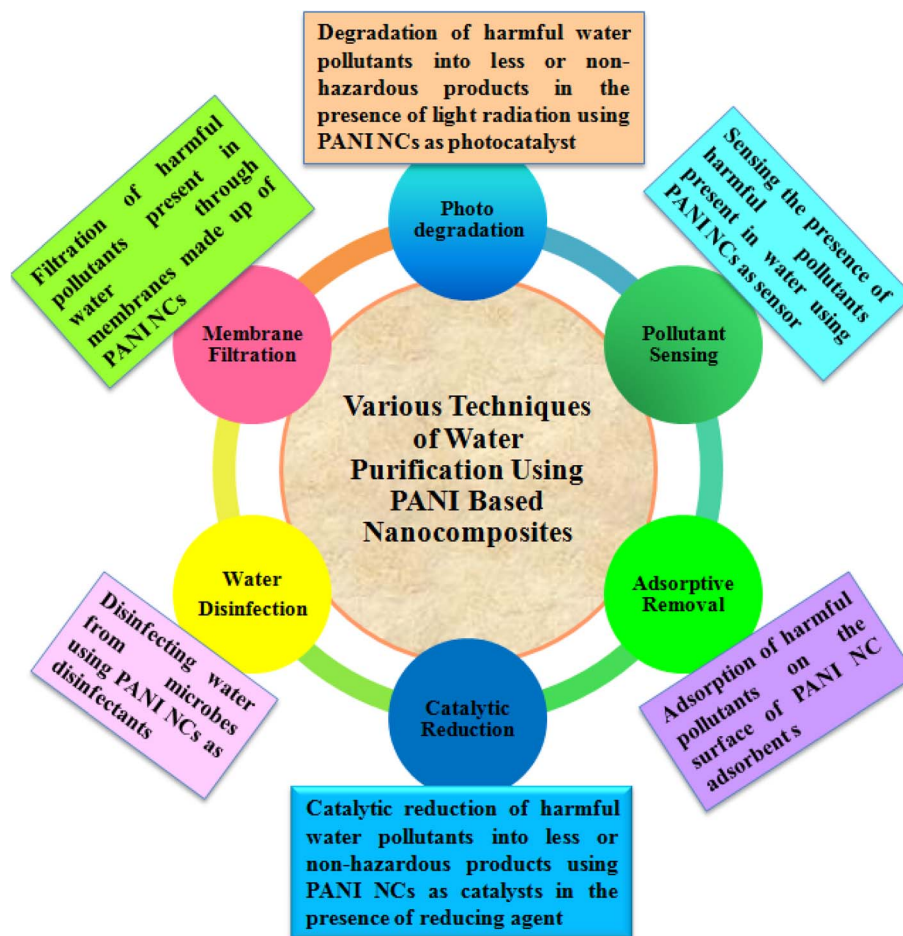 Degradation of harmful water
pollutants into less or non-
hazardous products in the
presence of light radiation using
PANI NCs as photocatalyst
Photo
degradation
Sensing the presence of
harmful pollutants
present in water using
PANI NCs as sensor
Pollutant
Sensing
Adsorptive
Removal
Adsorption of harmful
pollutants on the
surface of PANI NC
adsorbent s
Catalytic
Reduction
Catalytic reduction of harmful
water pollutants into less or
non-hazardous products using
PANI NCs as catalysts in the
presence of reducing agent
Water
Disinfection
Disinfecting water
from microbes
using PANI NCs as
disinfectants
Membrane
Filtration
Filtration of harmful
pollutants present in
water through
membranes made up of
PANI NCs
Various Techniques
of Water
Purification Using
PANI Based
Nanocomposites